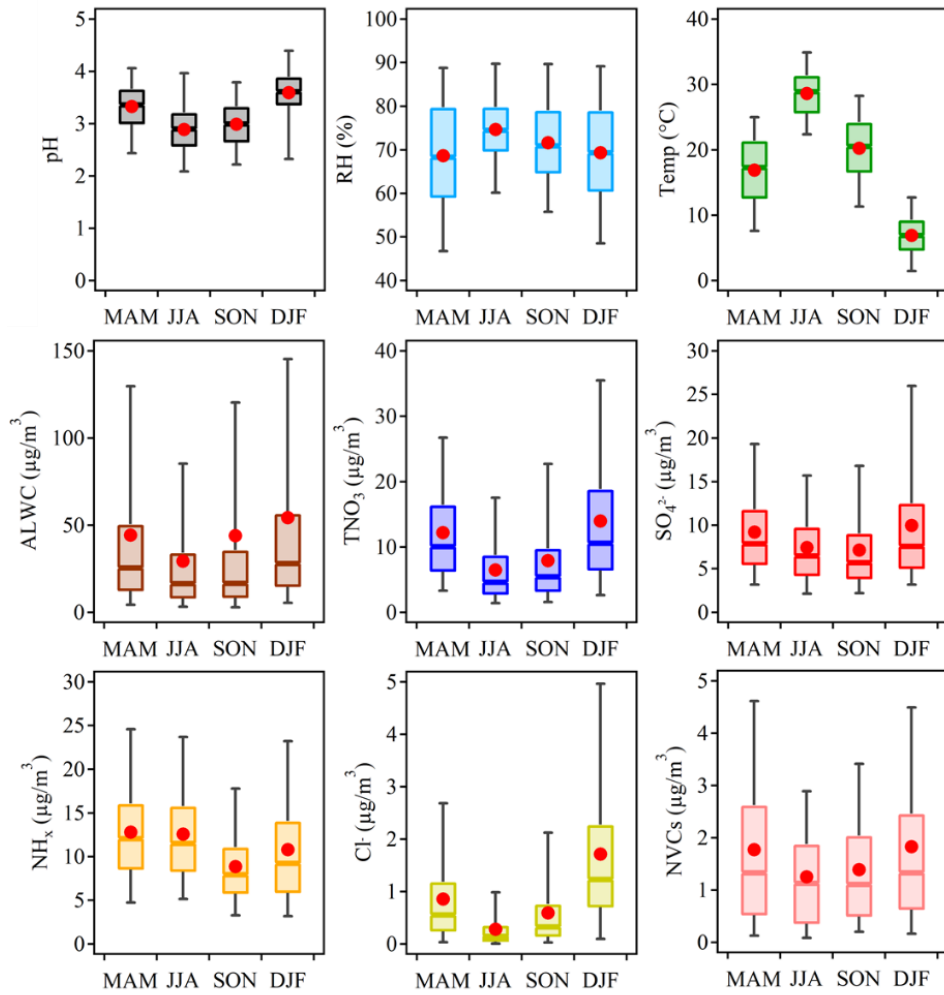 pH
5
4
3
2
1
0
MAM JJA SON DJF
RH (%)
100
90
80
70
60
50
40
MAM JJA SON DJF
Temp (°C)
40
30
20
10
0
MAM JJA SON DJF
ALWC (µg/m³)
150
100
50
0
MAM JJA SON DJF
TNO₃ (µg/m³)
40
30
20
10
0
MAM JJA SON DJF
SO₄²⁻ (µg/m³)
30
25
20
15
10
5
0
MAM JJA SON DJF
NHₓ (µg/m³)
30
25
20
15
10
5
0
MAM JJA SON DJF
Cl⁻ (µg/m³)
5
4
3
2
1
0
MAM JJA SON DJF
NVCs (µg/m³)
5
4
3
2
1
0
MAM JJA SON DJF